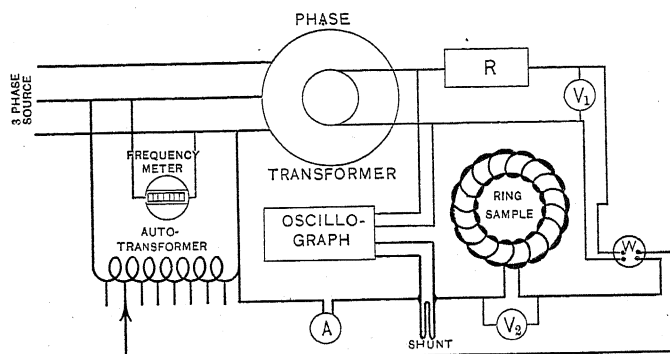 PHASE
TRANSFORMER
3 PHASE
SOURCE
R
V1
FREQUENCY
METER
AUTO-
TRANSFORMER
OSCILLO-
GRAPH
RING
SAMPLE
W
A
SHUNT
V2